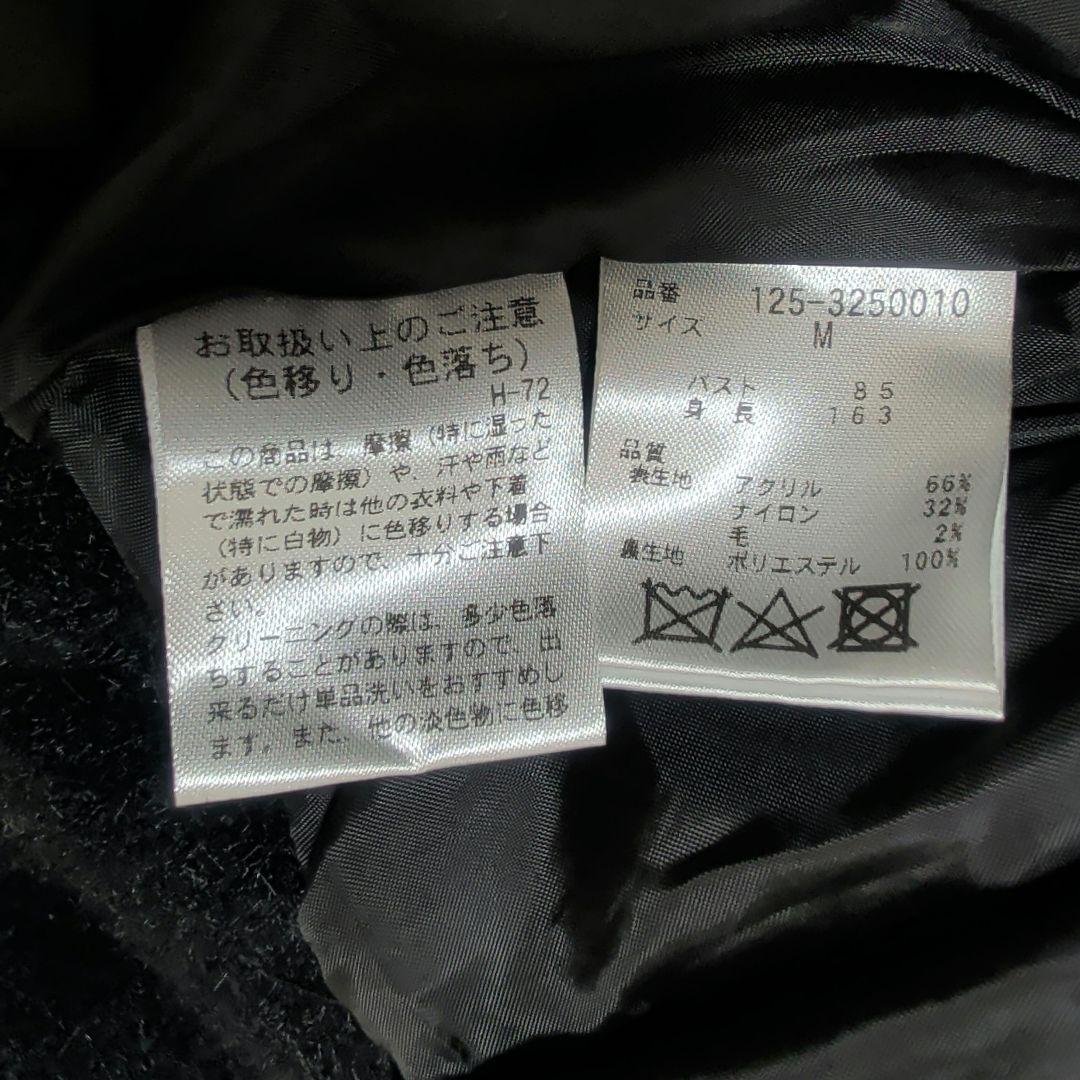 お取扱い上のご注意
(色移り・色落ち)
H-72
この商品は、摩擦(特に湿った
状態での摩擦)や、汗や雨など
で濡れた時は他の衣料や下着
(特に白物)に色移りする場合
がありますので、十分ご注意下
さい。
クリーニングの際は、多少色落
ちすることがありますので、出
来るだけ単品洗いをおすすめし
ます。また、他の淡色物に色移
品番 125-3250010
サイズ M
バスト 85
身長 163
品質
表生地 アクリル 66%
ナイロン 32%
毛 2%
裏生地 ポリエステル 100%